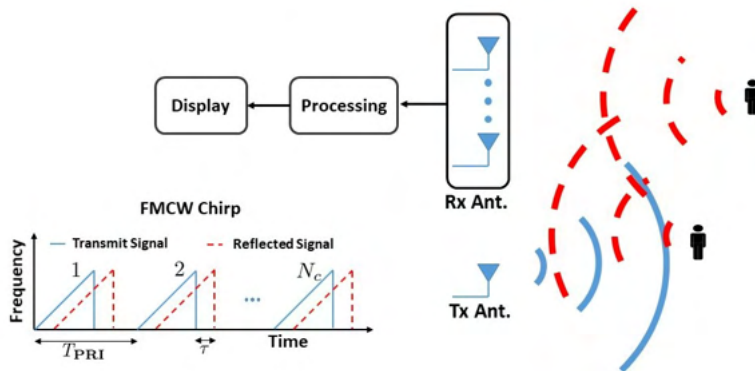 Display
Processing
Rx Ant.
FMCW Chirp
Transmit Signal
Reflected Signal
Frequency
1
2
N_c
...
T_PRI
τ
Time
Tx Ant.